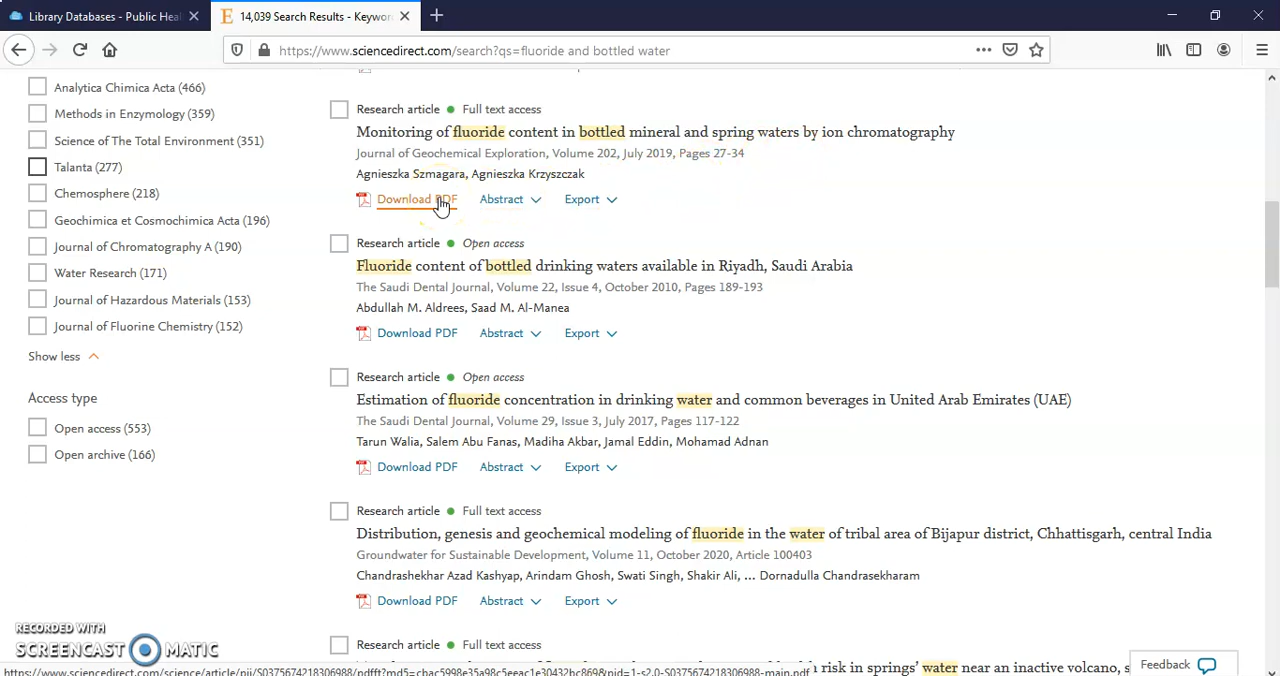 Library Databases - Public Hea
14,039 Search Results - Keywor
https://www.sciencedirect.com/search?qs=fluoride and bottled water
Analytica Chimica Acta (466)
Methods in Enzymology (359)
Science of The Total Environment (351)
Talanta (277)
Chemosphere (218)
Geochimica et Cosmochimica Acta (196)
Journal of Chromatography A (190)
Water Research (171)
Journal of Hazardous Materials (153)
Journal of Fluorine Chemistry (152)
Show less
Access type
Open access (553)
Open archive (166)
Research article Full text access
Monitoring of fluoride content in bottled mineral and spring waters by ion chromatography
Journal of Geochemical Exploration, Volume 202, July 2019, Pages 27-34
Agnieszka Szmagara, Agnieszka Krzyszczak
Download PDF Abstract Export
Research article Open access
Fluoride content of bottled drinking waters available in Riyadh, Saudi Arabia
The Saudi Dental Journal, Volume 22, Issue 4, October 2010, Pages 189-193
Abdullah M. Aldrees, Saad M. Al-Manea
Download PDF Abstract Export
Research article Open access
Estimation of fluoride concentration in drinking water and common beverages in United Arab Emirates (UAE)
The Saudi Dental Journal, Volume 29, Issue 3, July 2017, Pages 117-122
Tarun Walia, Salem Abu Fanas, Madiha Akbar, Jamal Eddin, Mohamad Adnan
Download PDF Abstract Export
Research article Full text access
Distribution, genesis and geochemical modeling of fluoride in the water of tribal area of Bijapur district, Chhattisgarh, central India
Groundwater for Sustainable Development, Volume 11, October 2020, Article 100403
Chandrashekhar Azad Kashyap, Arindam Ghosh, Swati Singh, Shakir Ali, ... Dornadulla Chandrasekharam
Download PDF Abstract Export
Research article Full text access
risk in springs' water near an inactive volcano, s
RECORDED WITH
SCREENCAST MATIC
Feedback